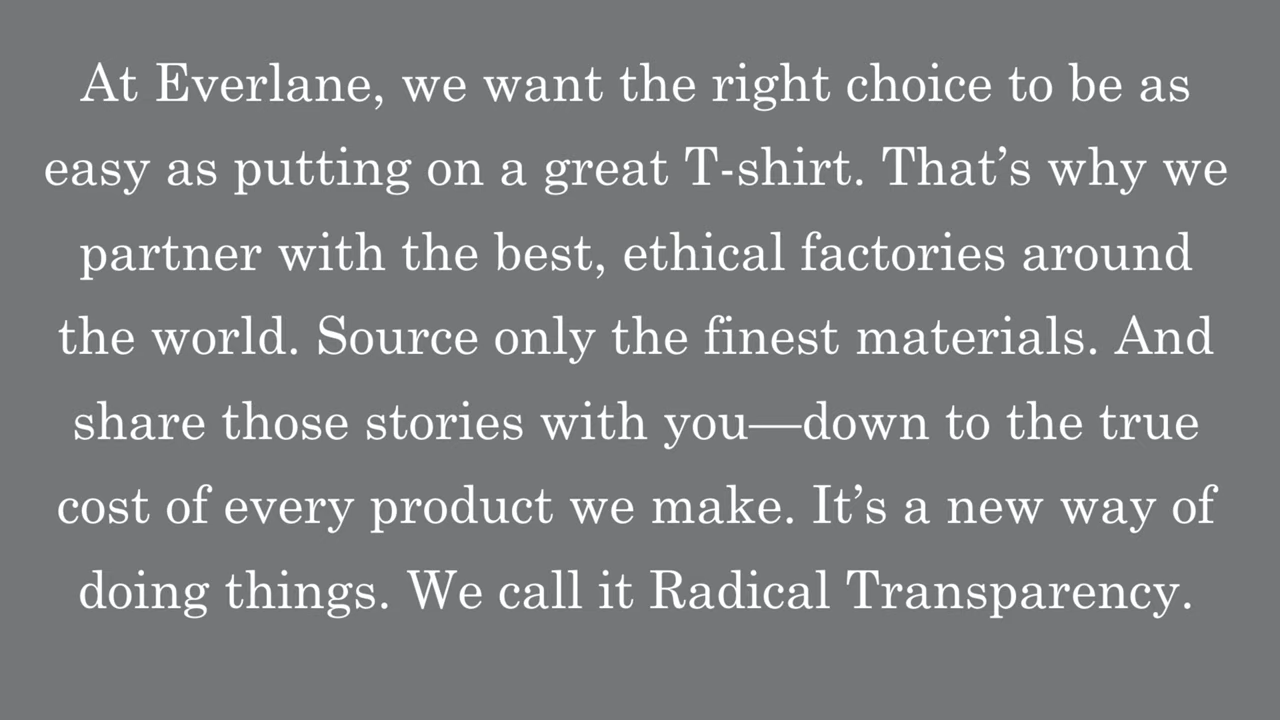 At Everlane, we want the right choice to be as
easy as putting on a great T-shirt. That’s why we
partner with the best, ethical factories around
the world. Source only the finest materials. And
share those stories with you—down to the true
cost of every product we make. It’s a new way of
doing things. We call it Radical Transparency.